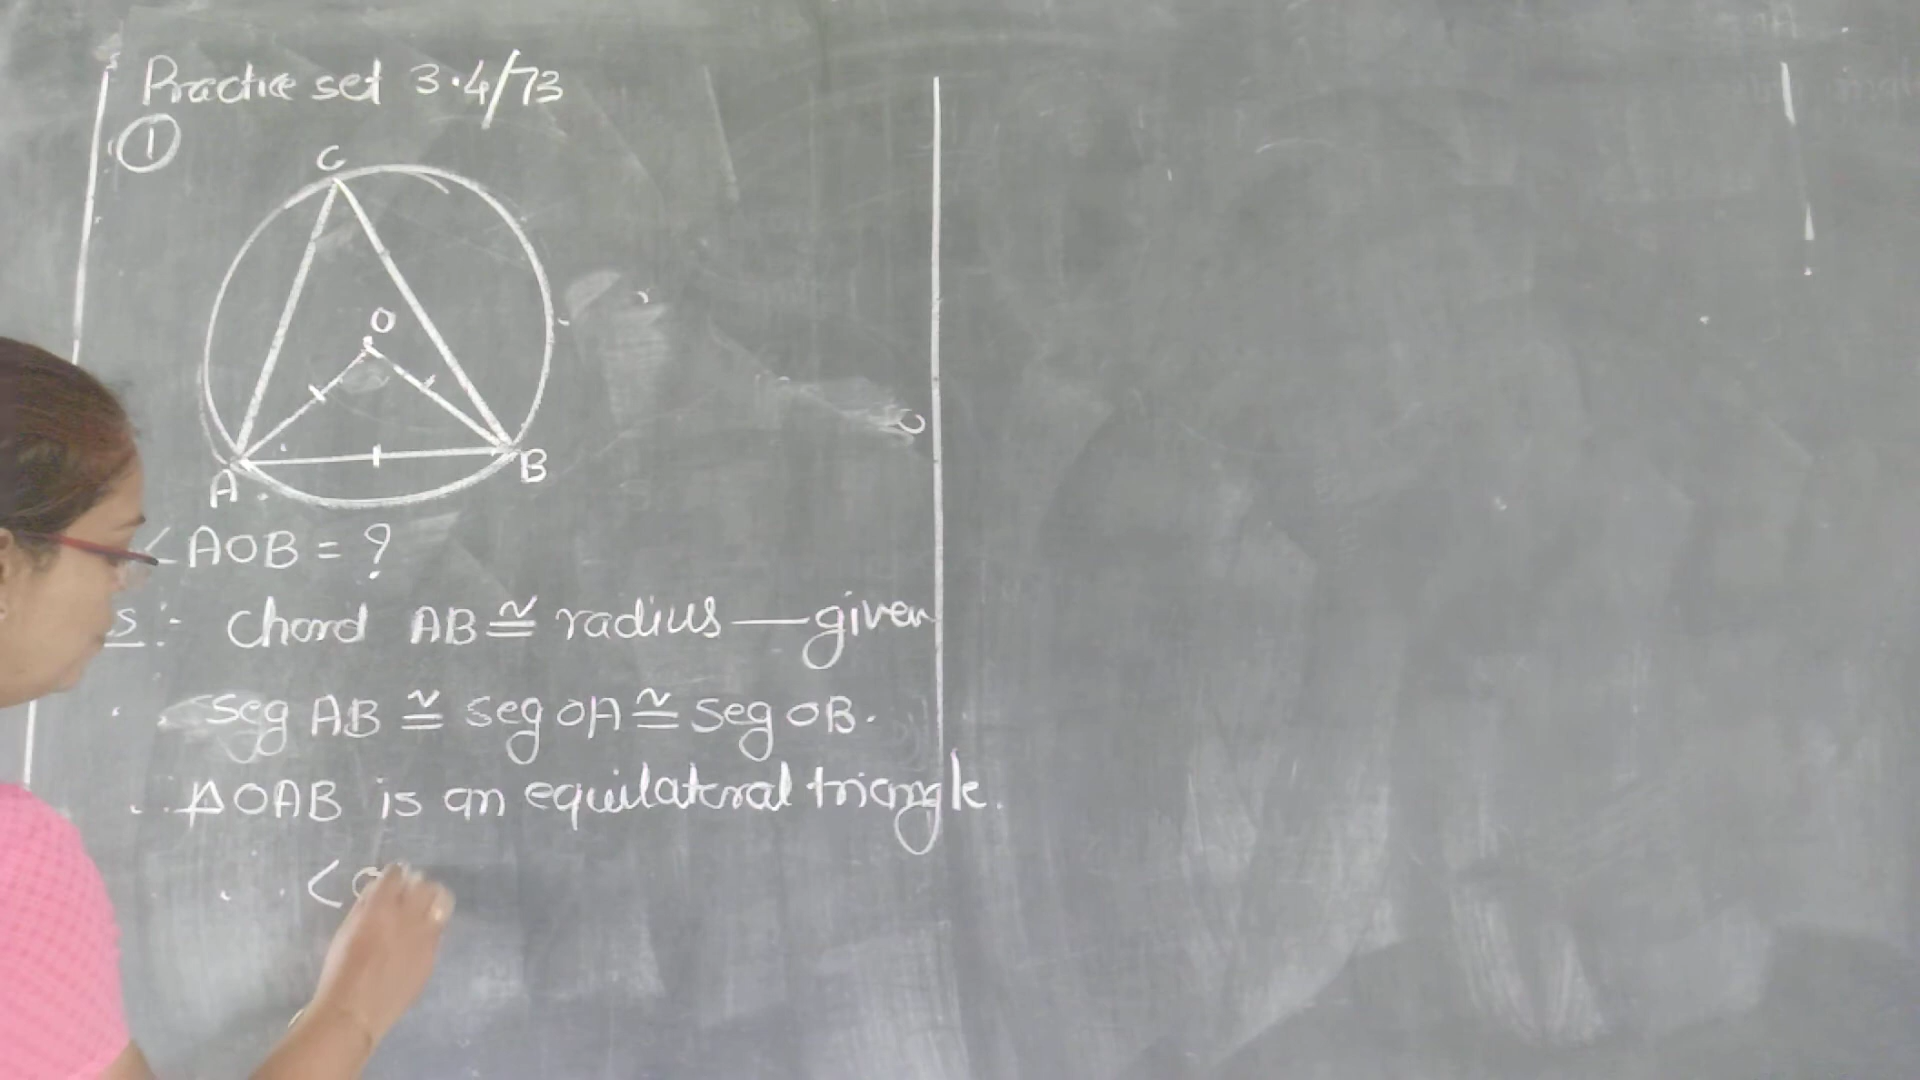 Practice set 3.4/73
①
C
O
A
B
∠AOB = ?
s:- Chord AB ≅ radius — given
seg AB ≅ seg OA ≅ seg OB.
∴ △OAB is an equilateral triangle.
∴ <